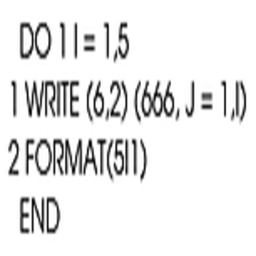 DO 1 I = 1,5
1 WRITE (6,2) (666, J = 1,I)
2 FORMAT(5I1)
END